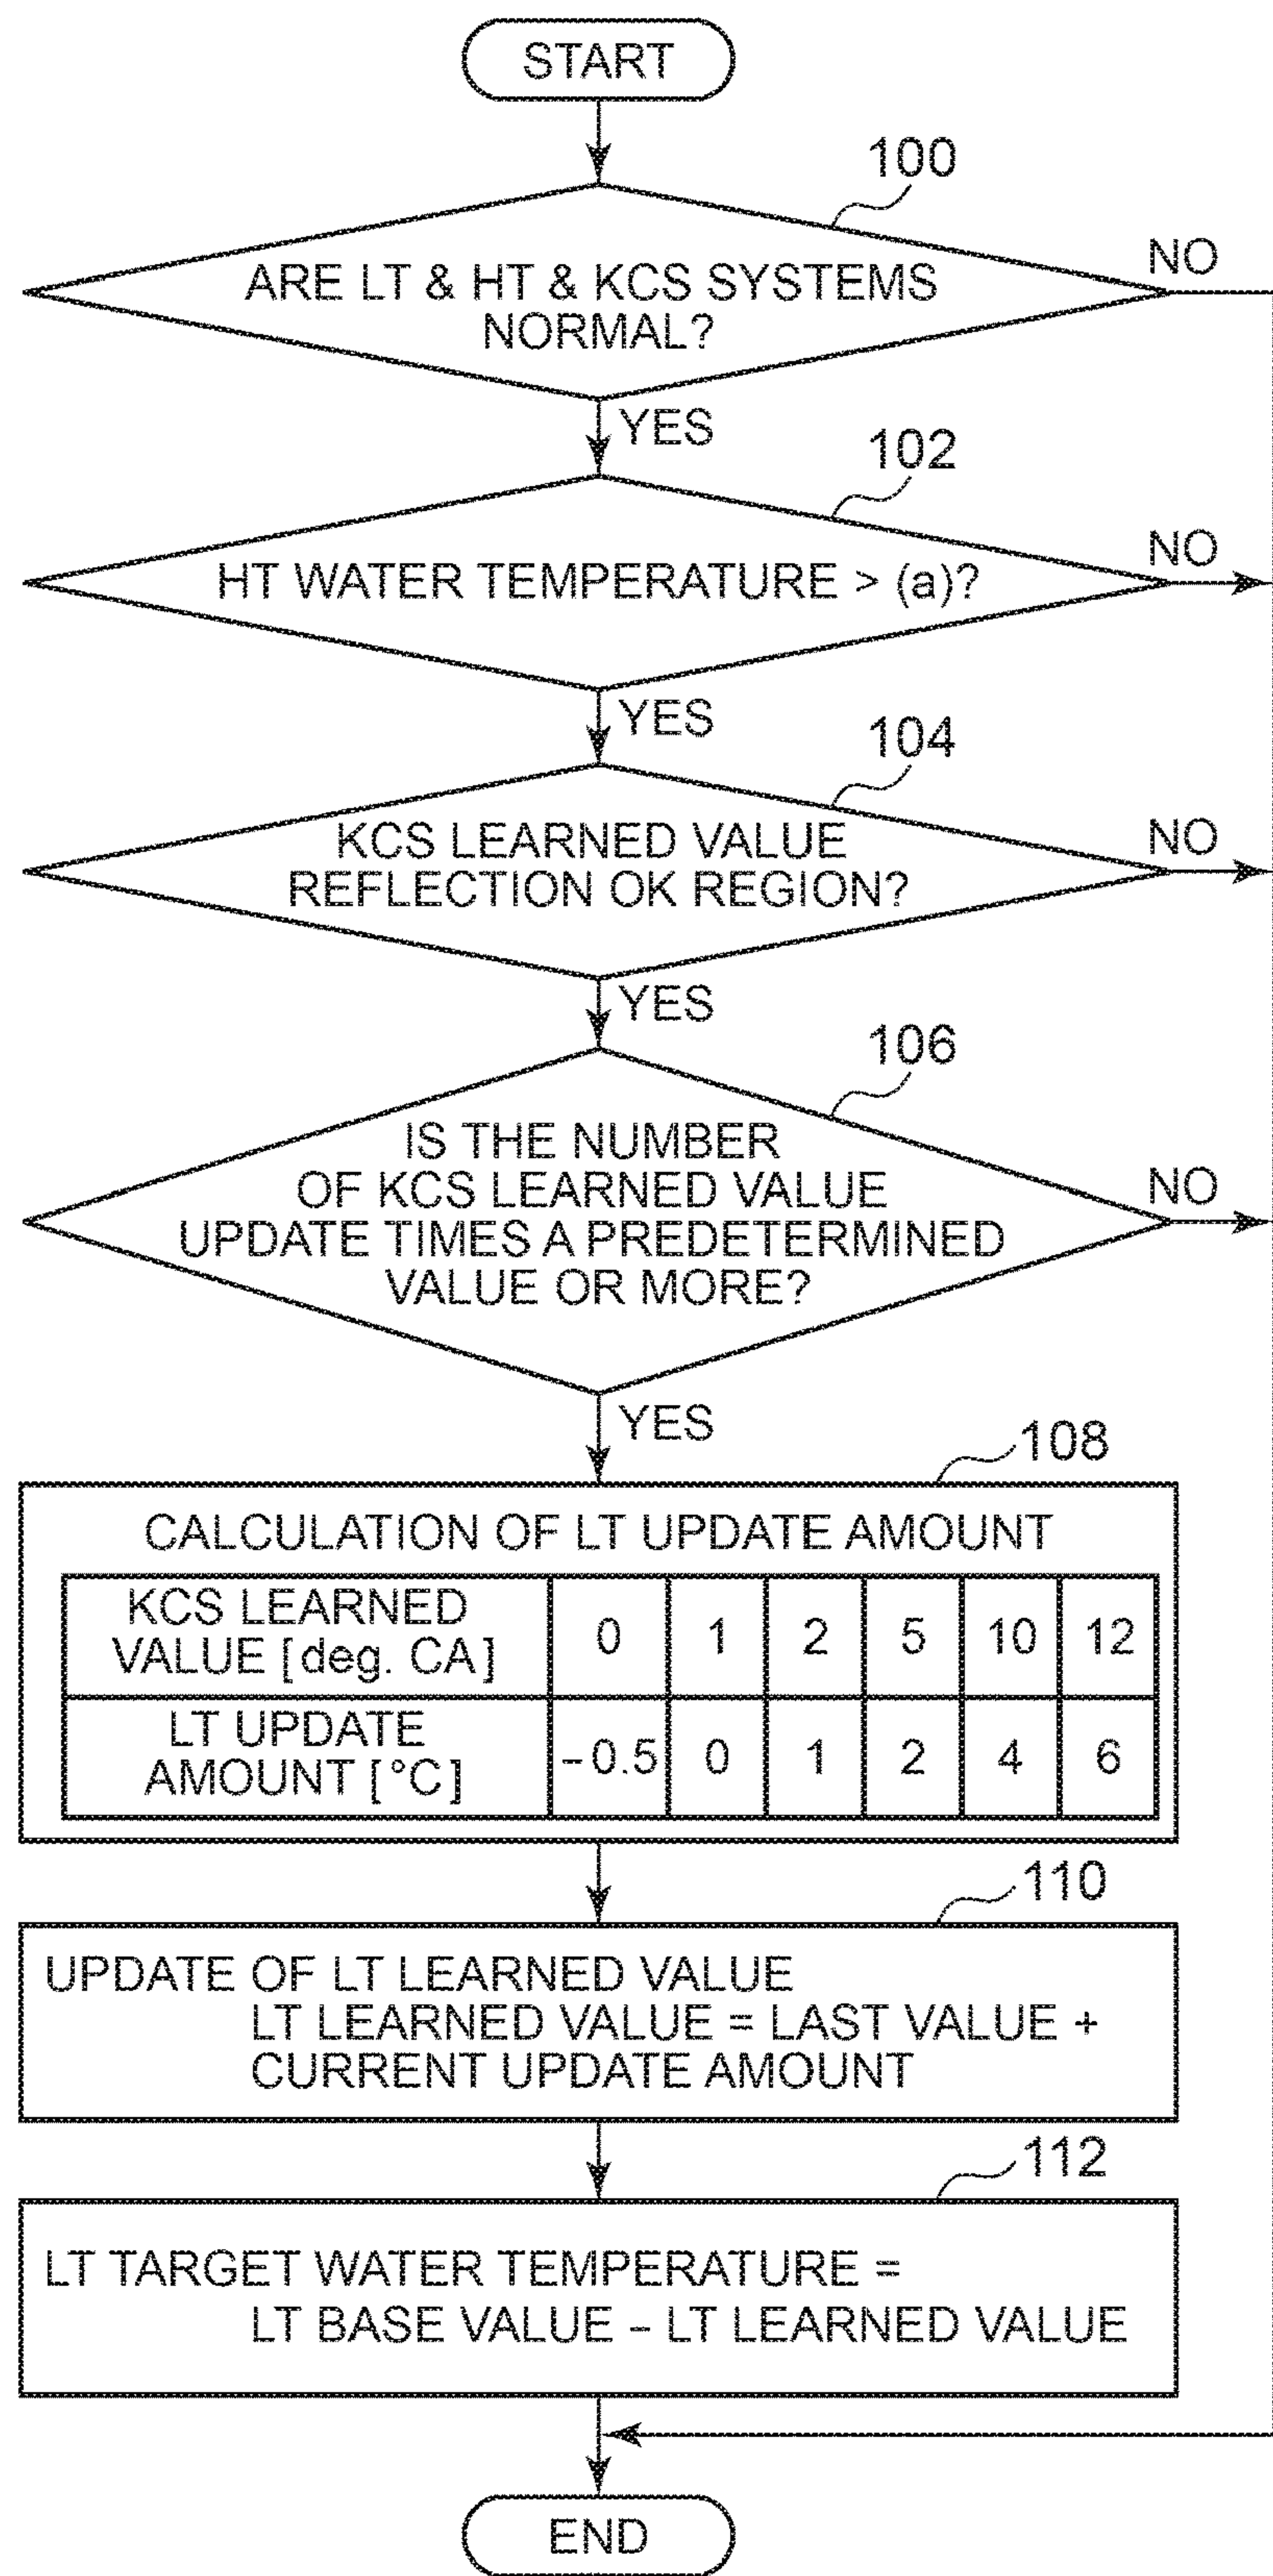 START
100
ARE LT & HT & KCS SYSTEMS
NORMAL?
NO
YES
102
HT WATER TEMPERATURE > (a)?
NO
YES
104
KCS LEARNED VALUE
REFLECTION OK REGION?
NO
YES
106
IS THE NUMBER
OF KCS LEARNED VALUE
UPDATE TIMES A PREDETERMINED
VALUE OR MORE?
NO
YES
108
CALCULATION OF LT UPDATE AMOUNT
KCS LEARNED
VALUE [deg. CA]
0 1 2 5 10 12
LT UPDATE
AMOUNT [°C]
–0.5 0 1 2 4 6
110
UPDATE OF LT LEARNED VALUE
LT LEARNED VALUE = LAST VALUE +
CURRENT UPDATE AMOUNT
112
LT TARGET WATER TEMPERATURE =
LT BASE VALUE – LT LEARNED VALUE
END